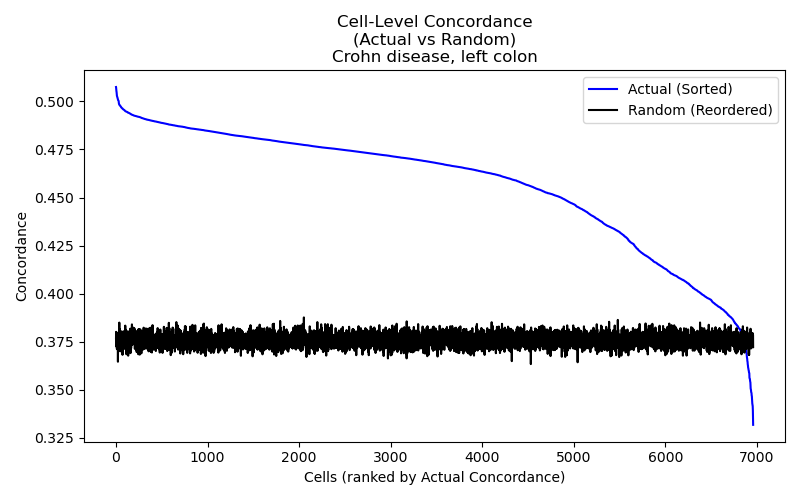 Cell-Level Concordance
(Actual vs Random)
Crohn disease, left colon
Actual (Sorted)
Random (Reordered)
Concordance
0.500
0.475
0.450
0.425
0.400
0.375
0.350
0.325
0 1000 2000 3000 4000 5000 6000 7000
Cells (ranked by Actual Concordance)